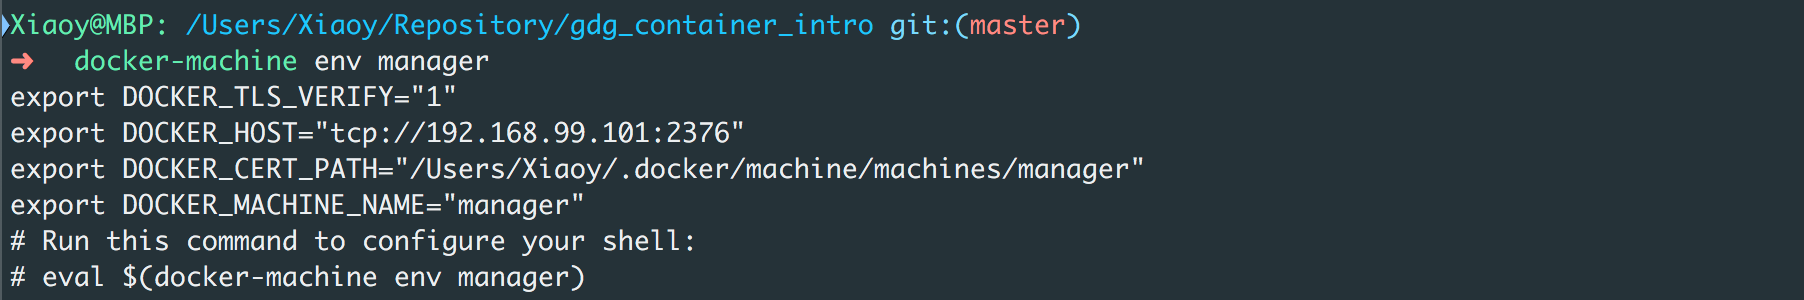 Xiaoy@MBP: /Users/Xiaoy/Repository/gdg_container_intro git:(master)
➜  docker-machine env manager
export DOCKER_TLS_VERIFY="1"
export DOCKER_HOST="tcp://192.168.99.101:2376"
export DOCKER_CERT_PATH="/Users/Xiaoy/.docker/machine/machines/manager"
export DOCKER_MACHINE_NAME="manager"
# Run this command to configure your shell:
# eval $(docker-machine env manager)